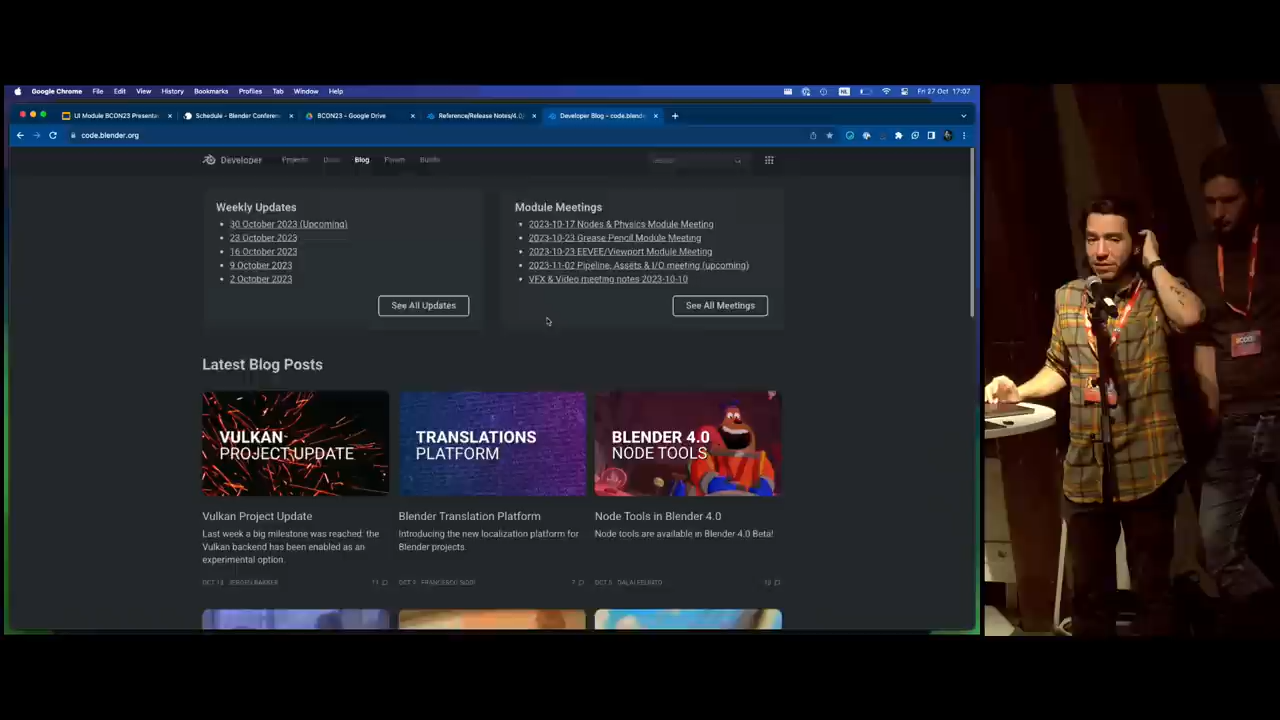 Google Chrome File Edit View History Bookmarks Profiles Tab Window Help NL Fri 27 Oct 17:07
UI Module BCON23 Presenta Schedule – Blender Conferen BCON23 – Google Drive Reference/Release Notes/4.0/ Developer Blog – code.blender.
code.blender.org
Developer Projects Docs Blog Forum Builds
Weekly Updates
30 October 2023 (Upcoming)
23 October 2023
16 October 2023
9 October 2023
2 October 2023
See All Updates
Module Meetings
2023-10-17 Nodes & Physics Module Meeting
2023-10-23 Grease Pencil Module Meeting
2023-10-23 EEVEE/Viewport Module Meeting
2023-11-02 Pipeline, Assets & I/O meeting (upcoming)
VFX & Video meeting notes 2023-10-10
See All Meetings
Latest Blog Posts
VULKAN
PROJECT UPDATE
Vulkan Project Update
Last week a big milestone was reached: the
Vulkan backend has been enabled as an
experimental option.
TRANSLATIONS
PLATFORM
Blender Translation Platform
Introducing the new localization platform for
Blender projects.
BLENDER 4.0
NODE TOOLS
Node Tools in Blender 4.0
Node tools are available in Blender 4.0 Beta!